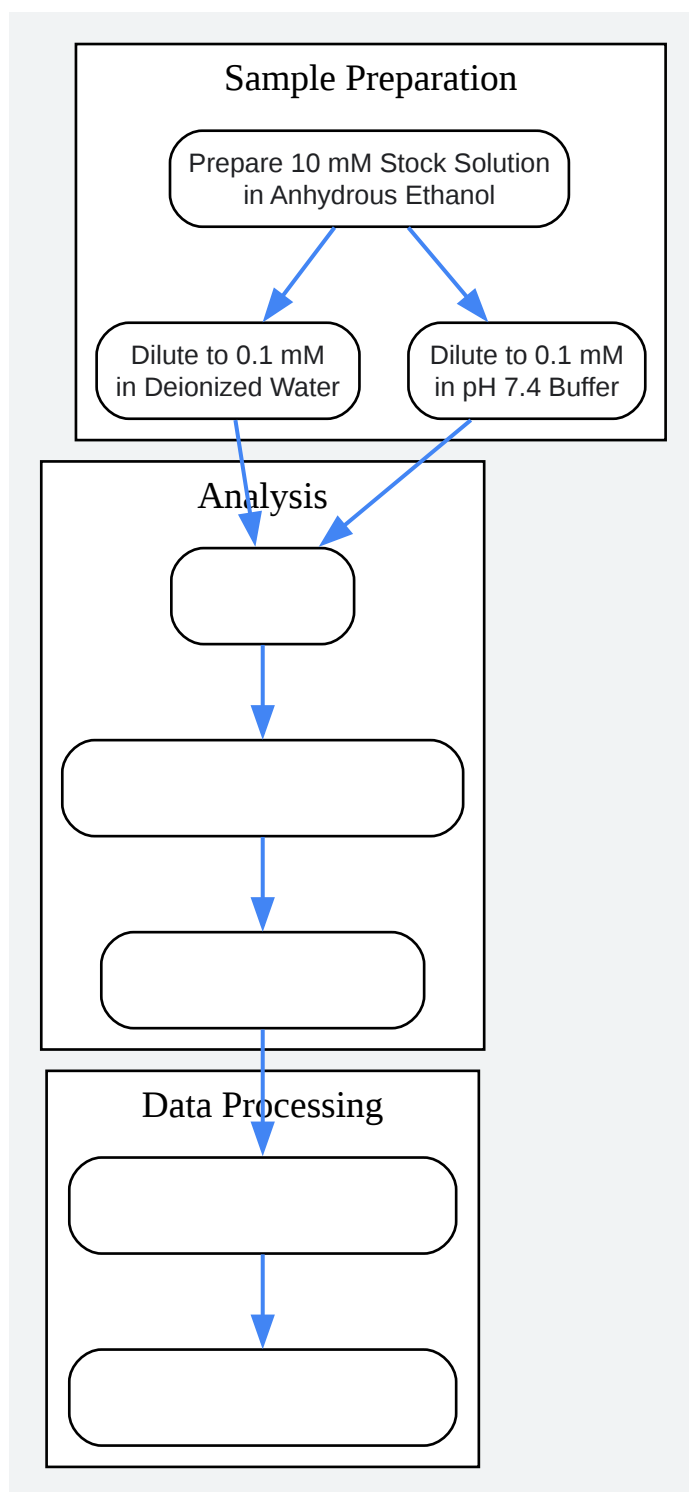 Sample Preparation
Prepare 10 mM Stock Solution
in Anhydrous Ethanol
Dilute to 0.1 mM
in Deionized Water
Dilute to 0.1 mM
in pH 7.4 Buffer
Analysis
Data Processing